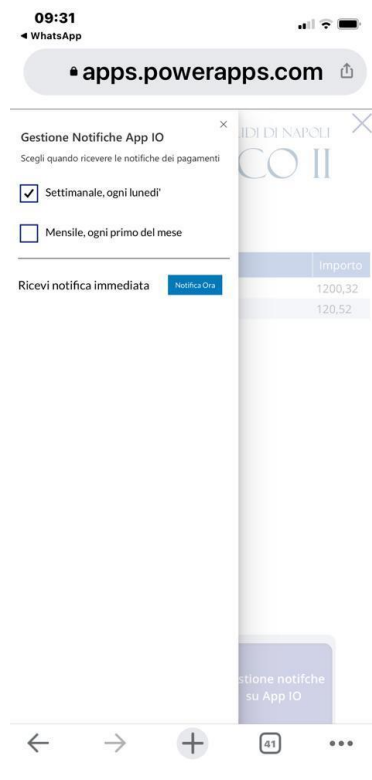 09:31
◀ WhatsApp
apps.powerapps.com
Gestione Notifiche App IO
×
Scegli quando ricevere le notifiche dei pagamenti
Settimanale, ogni lunedi'
Mensile, ogni primo del mese
Ricevi notifica immediata
Notifica Ora
DI NAPOLI
CO II
Importo
1200,32
120,52
stione notifche
su App IO
41